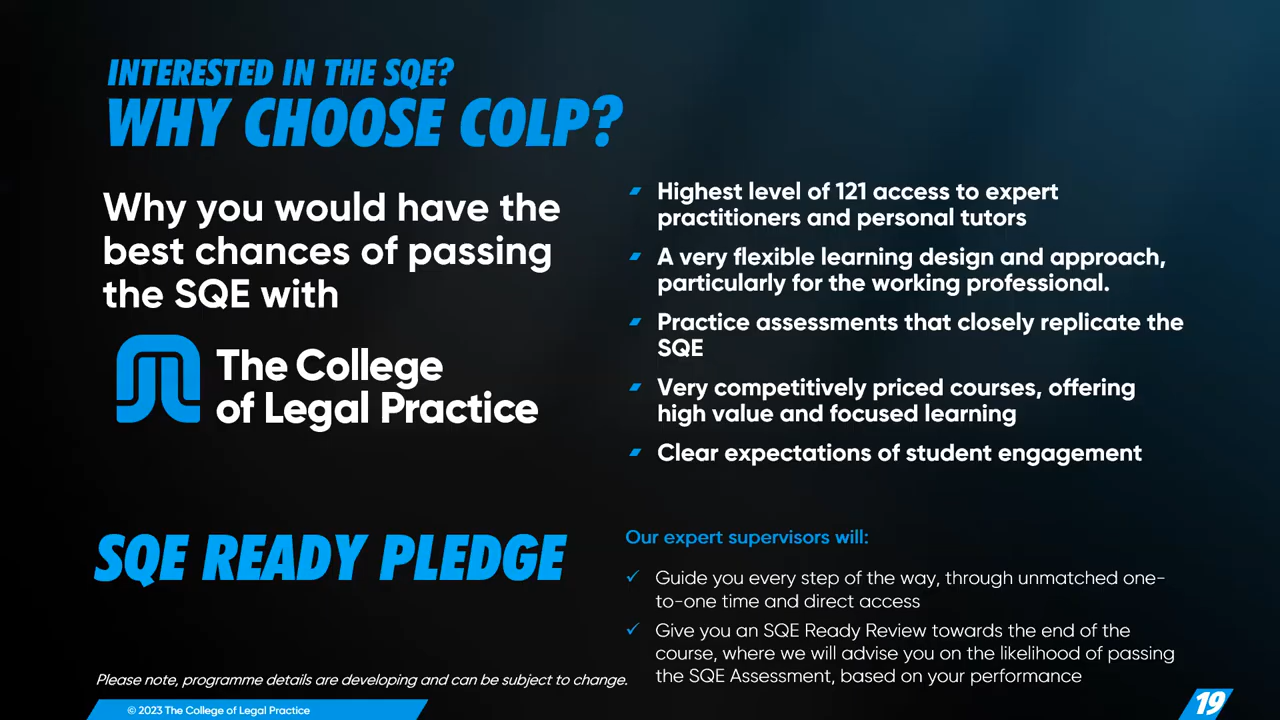 INTERESTED IN THE SQE?
WHY CHOOSE COLP?
Why you would have the
best chances of passing
the SQE with
The College
of Legal Practice
Highest level of 121 access to expert
practitioners and personal tutors
A very flexible learning design and approach,
particularly for the working professional.
Practice assessments that closely replicate the
SQE
Very competitively priced courses, offering
high value and focused learning
Clear expectations of student engagement
SQE READY PLEDGE
Our expert supervisors will:
Guide you every step of the way, through unmatched one-
to-one time and direct access
Give you an SQE Ready Review towards the end of the
course, where we will advise you on the likelihood of passing
the SQE Assessment, based on your performance
Please note, programme details are developing and can be subject to change.
© 2023 The College of Legal Practice
19